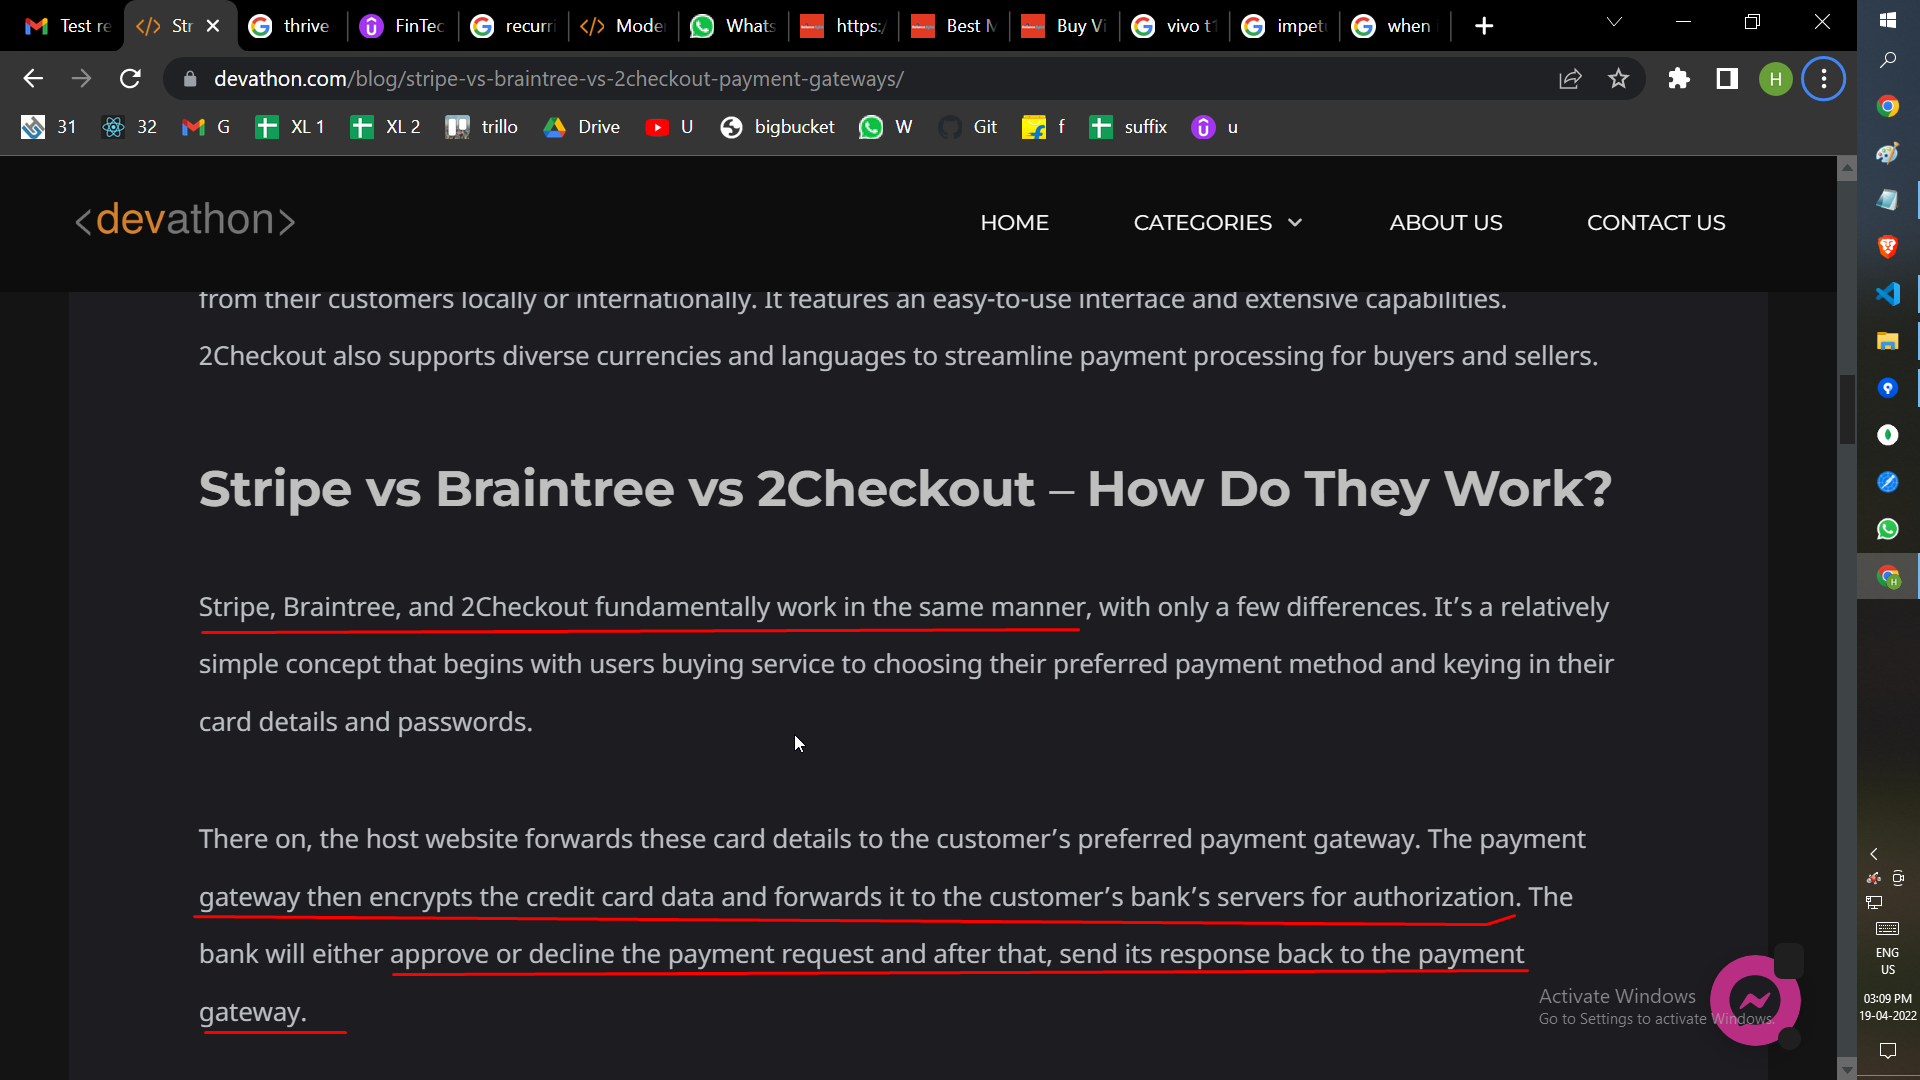 Test re
Str
thrive
FinTec
recurri
Moder
Whats
https:/
Best M
Buy Vi
vivo t1
impet
when
devathon.com/blog/stripe-vs-braintree-vs-2checkout-payment-gateways/
H
31
32
G
XL 1
XL 2
trillo
Drive
U
bigbucket
W
Git
f
suffix
u
<devathon>
HOME
CATEGORIES
ABOUT US
CONTACT US
from their customers locally or internationally. It features an easy-to-use interface and extensive capabilities.
2Checkout also supports diverse currencies and languages to streamline payment processing for buyers and sellers.
Stripe vs Braintree vs 2Checkout – How Do They Work?
Stripe, Braintree, and 2Checkout fundamentally work in the same manner, with only a few differences. It’s a relatively
simple concept that begins with users buying service to choosing their preferred payment method and keying in their
card details and passwords.
There on, the host website forwards these card details to the customer’s preferred payment gateway. The payment
gateway then encrypts the credit card data and forwards it to the customer’s bank’s servers for authorization. The
bank will either approve or decline the payment request and after that, send its response back to the payment
gateway.
Activate Windows
Go to Settings to activate Windows.
ENG
US
03:09 PM
19-04-2022